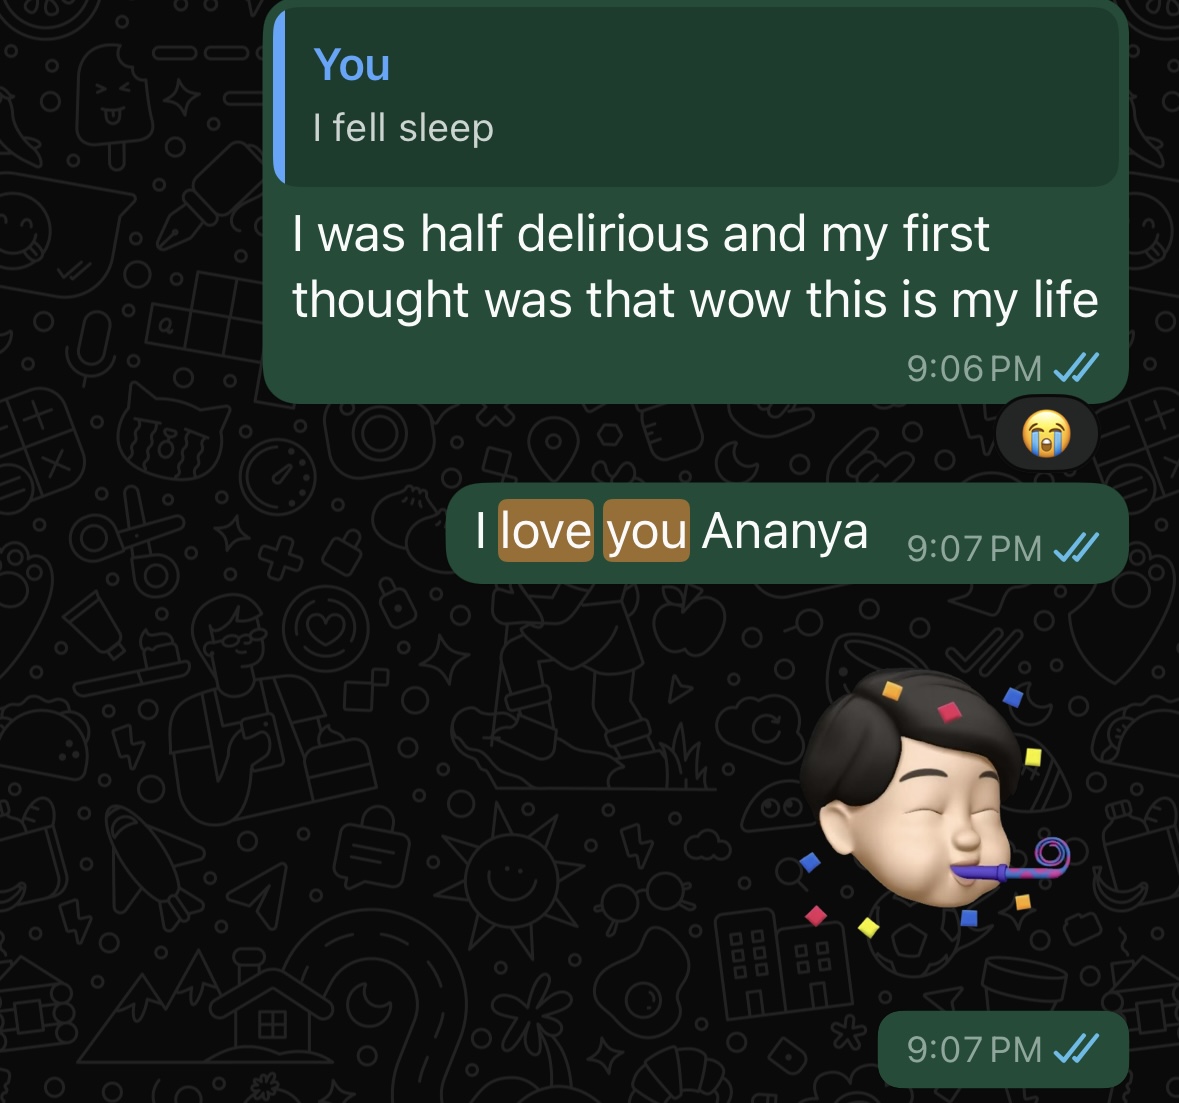 You
I fell sleep
I was half delirious and my first
thought was that wow this is my life
9:06 PM
I love you Ananya
9:07 PM
9:07 PM